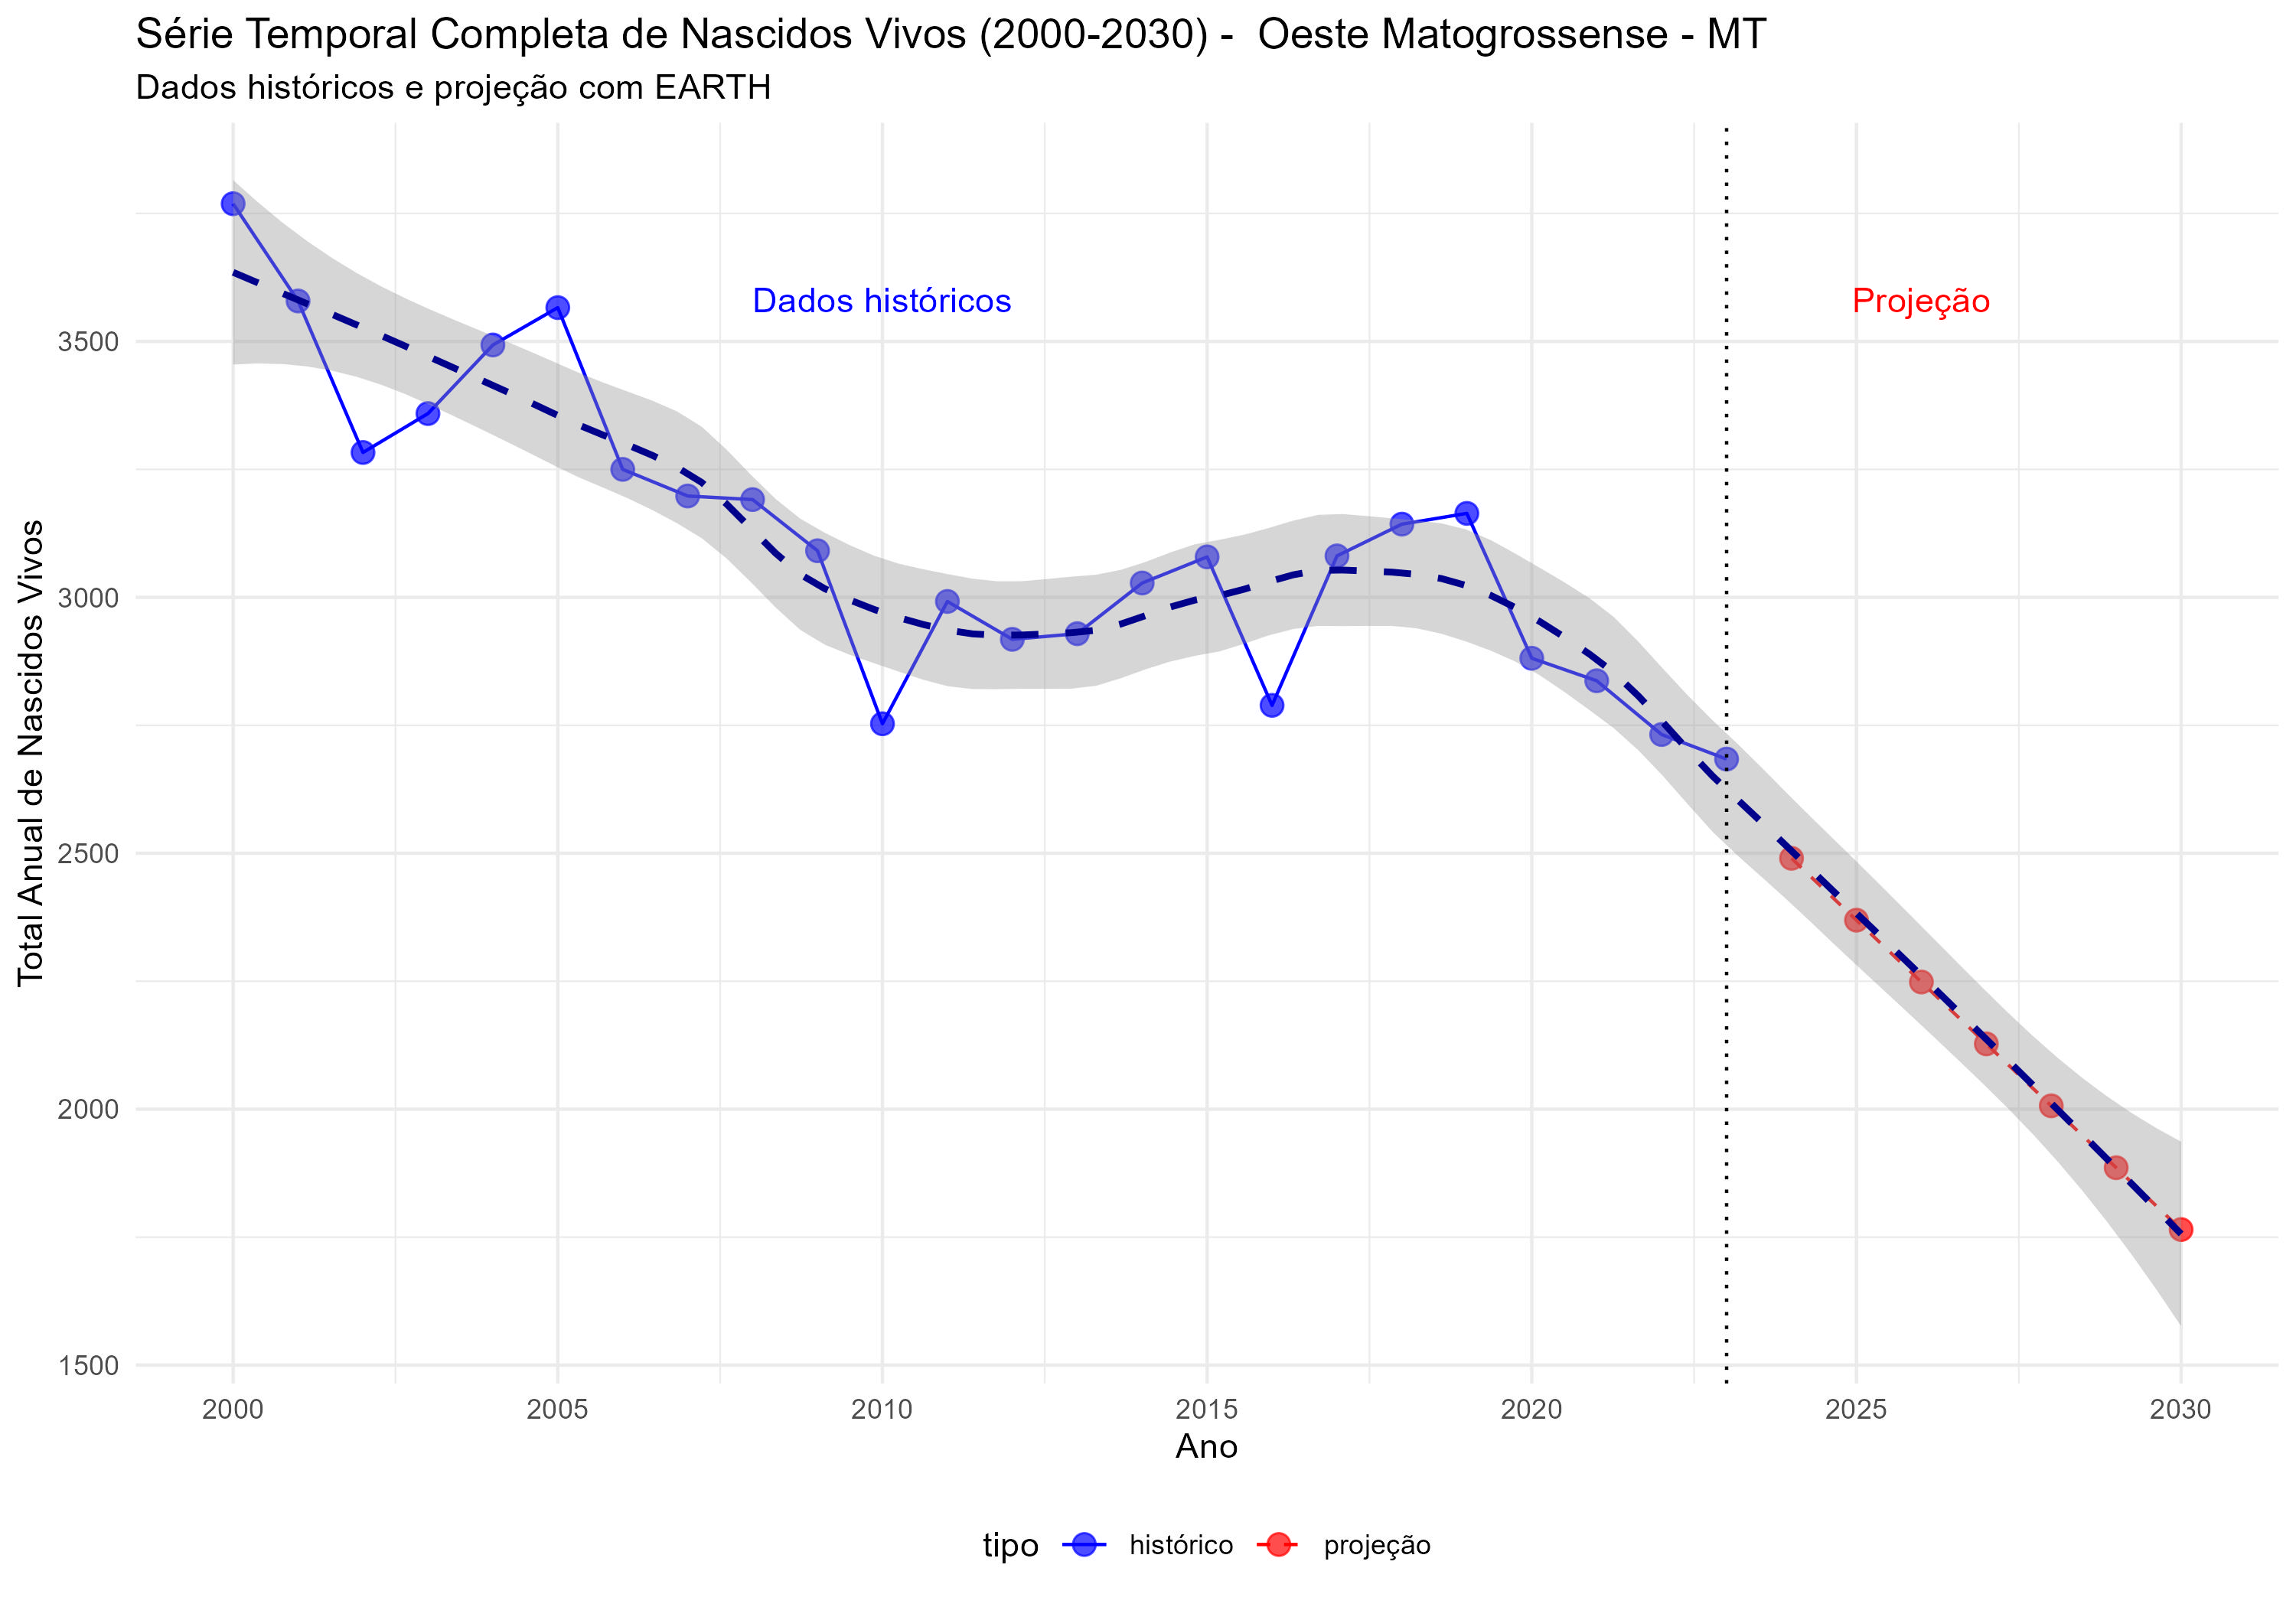 Série Temporal Completa de Nascidos Vivos (2000-2030) -  Oeste Matogrossense - MT
Dados históricos e projeção com EARTH
Total Anual de Nascidos Vivos
Dados históricos
Projeção
3500
3000
2500
2000
1500
2000 2005 2010 2015 2020 2025 2030
Ano
tipo histórico projeção